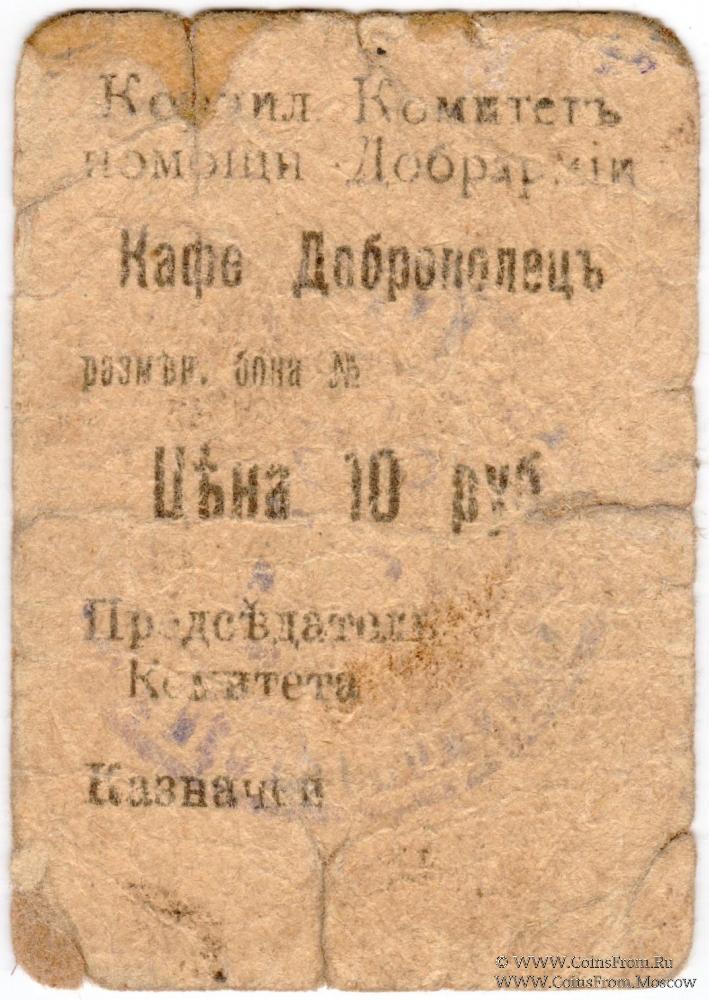 Корнил Комитетъ
помощи Добрармiи
Кафе Доброволецъ
размѣн. бона №
Цѣна 10 руб
Предсѣдатель
Комитета
Казначей
© WWW.CoinsFrom.Ru
WWW.CoinsFrom.Moscow